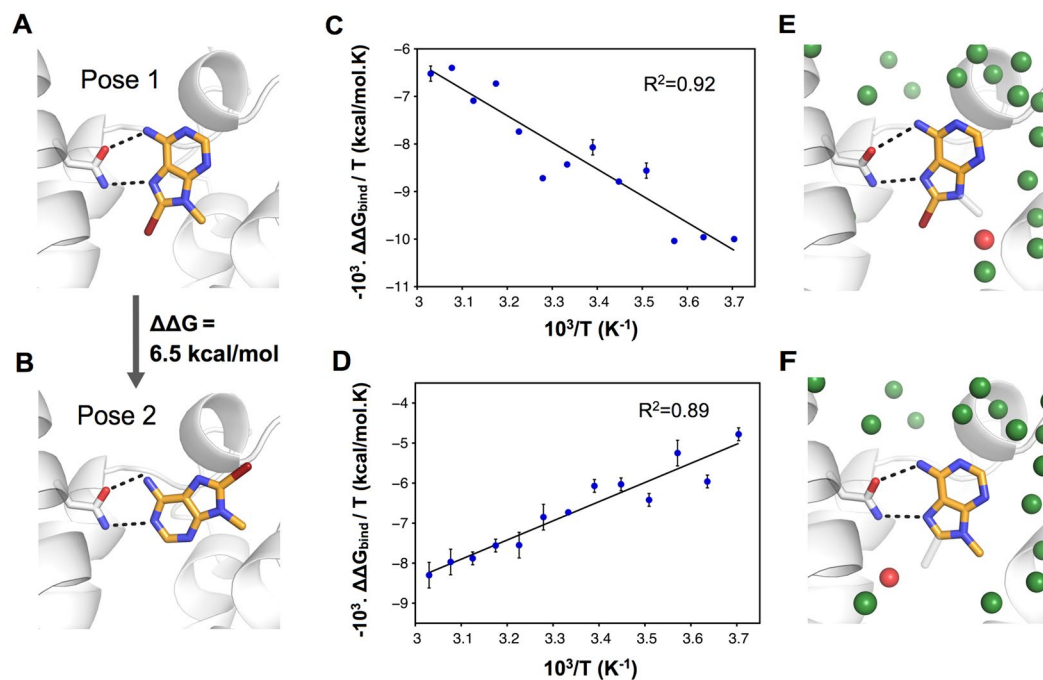 A
Pose 1
ΔΔG =
6.5 kcal/mol
B
Pose 2
C
-10³. ΔΔGbind / T (kcal/mol.K)
−6
−7
−8
−9
−10
−11
R²=0.92
3 3.1 3.2 3.3 3.4 3.5 3.6 3.7
10³/T (K⁻¹)
D
-10³. ΔΔGbind / T (kcal/mol.K)
−4
−5
−6
−7
−8
−9
R²=0.89
3 3.1 3.2 3.3 3.4 3.5 3.6 3.7
10³/T (K⁻¹)
E
F